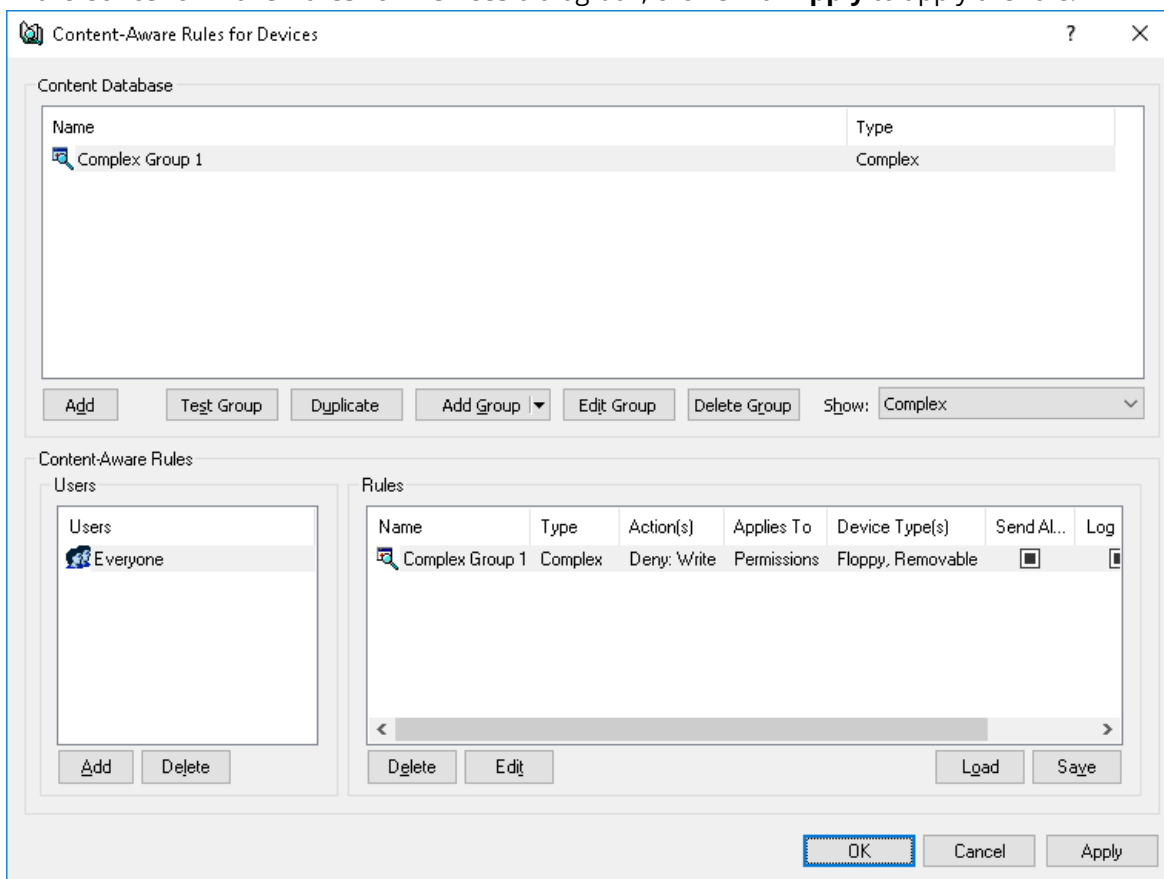 Content-Aware Rules for Devices ? ×
Content Database
Name Type
Complex Group 1 Complex
Add Test Group Duplicate Add Group Edit Group Delete Group Show: Complex
Content-Aware Rules
Users Rules
Users Name Type Action(s) Applies To Device Type(s) Send Al... Log
Everyone Complex Group 1 Complex Deny: Write Permissions Floppy, Removable
Add Delete Delete Edit Load Save
OK Cancel Apply